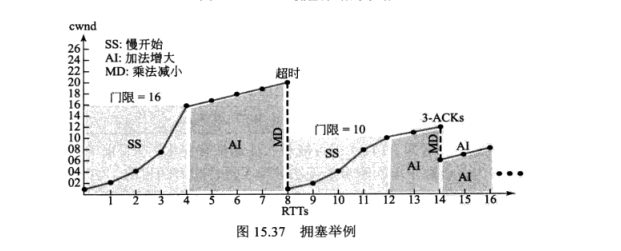 cwnd
26
24
22
20
18
16
14
12
10
08
06
04
02
SS: 慢开始
AI: 加法增大
MD: 乘法减小
超时
门限 = 16
SS
AI
MD
门限 = 10
SS
3-ACKs
AI
MD
AI
AI
1 2 3 4 5 6 7 8 9 10 11 12 13 14 15 16
RTTs
图 15.37 拥塞举例